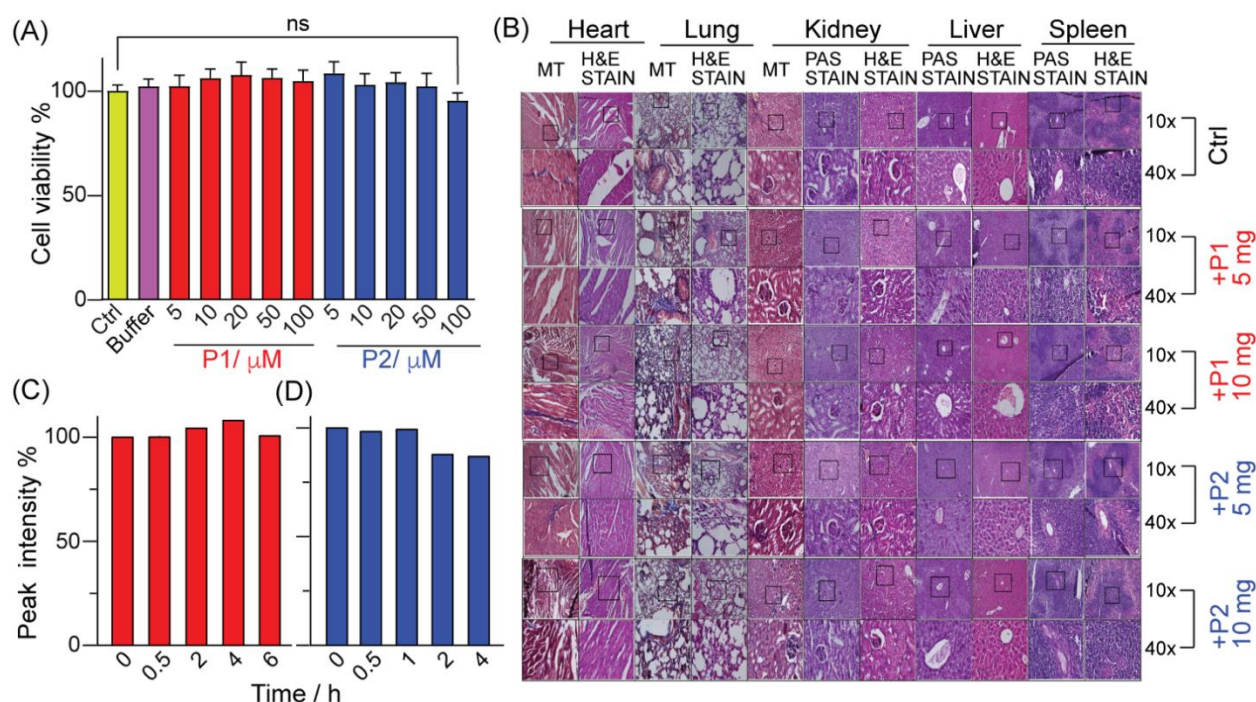 (A)
ns
Cell viability %
100
50
0
Ctrl
Buffer
5
10
20
50
100
5
10
20
50
100
P1/ μM
P2/ μM
(B)
Heart Lung Kidney Liver Spleen
MT H&E STAIN MT H&E STAIN MT PAS STAIN H&E STAIN PAS STAIN H&E STAIN PAS STAIN H&E STAIN
10x
40x
Ctrl
10x
40x
+P1
5 mg
10x
40x
+P1
10 mg
10x
40x
+P2
5 mg
10x
40x
+P2
10 mg
(C)
(D)
Peak intensity %
100
50
0
0 0.5 2 4 6
0 0.5 1 2 4
Time / h